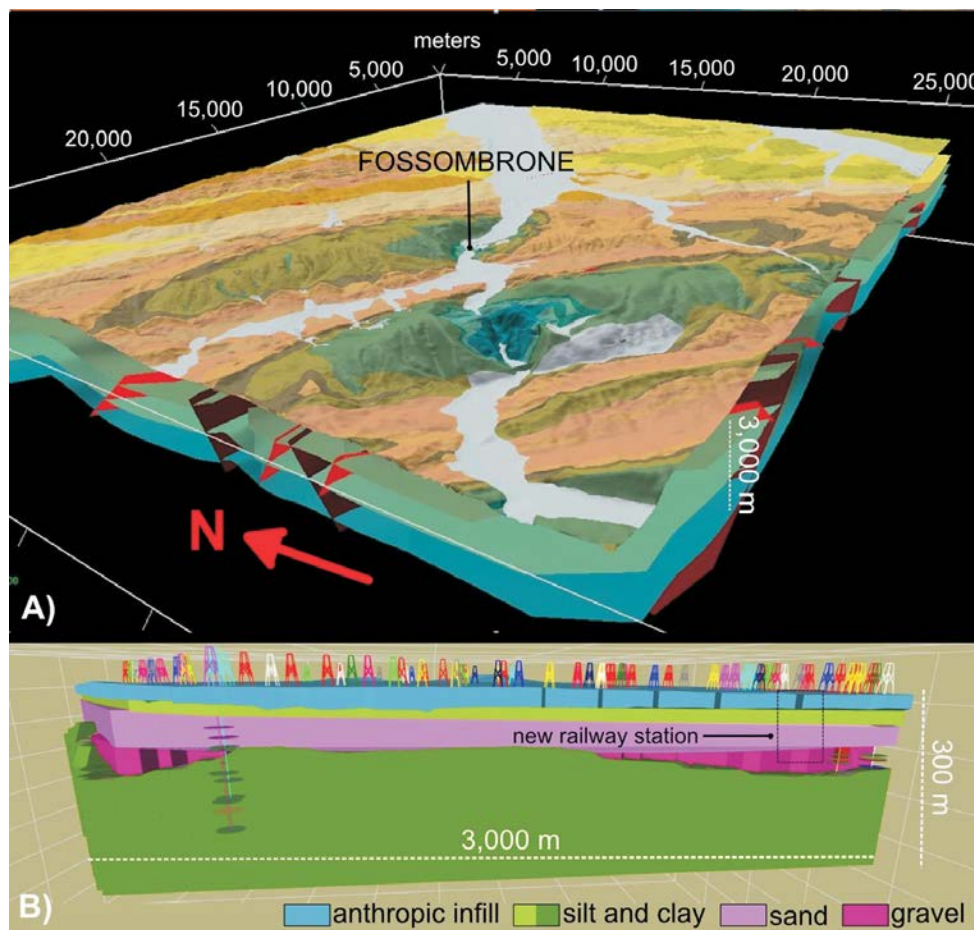 meters
5,000
10,000
15,000
20,000
25,000
5,000
10,000
15,000
20,000
FOSSOMBRONE
3,000 m
N
A)
new railway station
300 m
3,000 m
B)
anthropic infill
silt and clay
sand
gravel